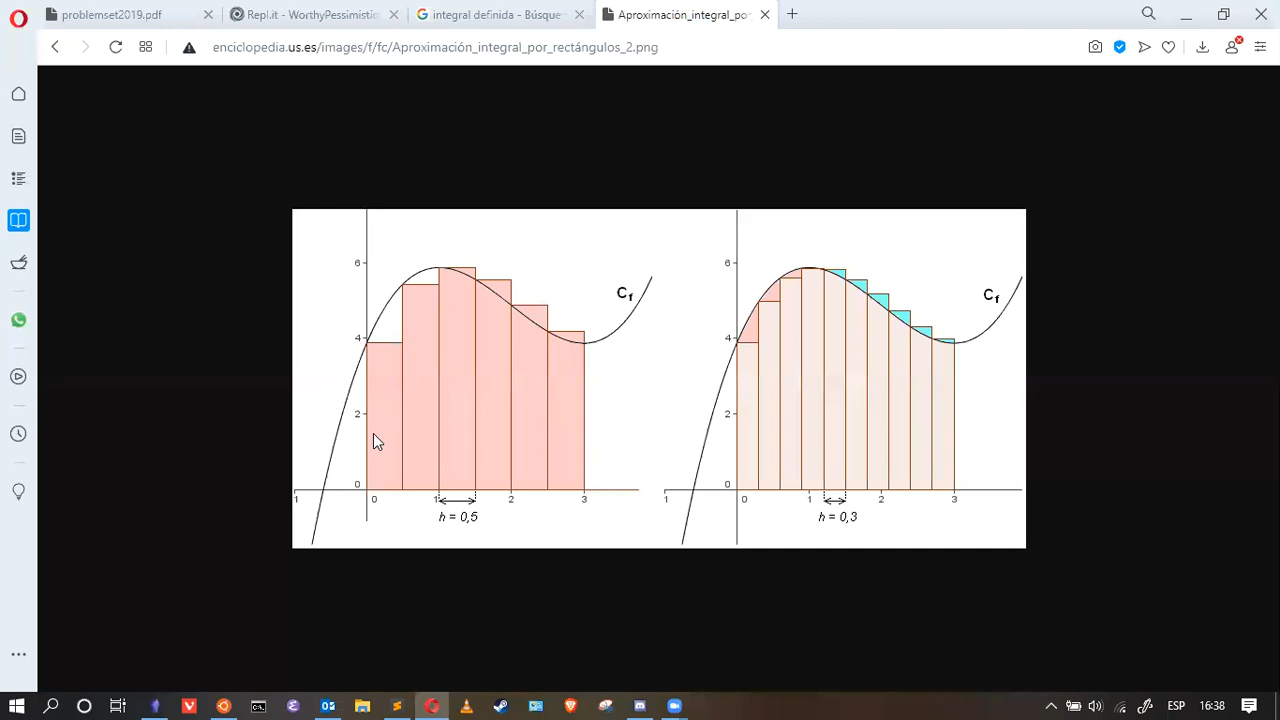 problemset2019.pdf
Repl.it - WorthyPessimistic
integral definida - Búsque
Aproximación_integral_por_
enciclopedia.us.es/images/f/fc/Aproximación_integral_por_rectángulos_2.png
6
4
2
0
1 0 1 2 3
h = 0,5
Cf
6
4
2
0
1 0 1 2 3
h = 0,3
Cf
ESP
16:38